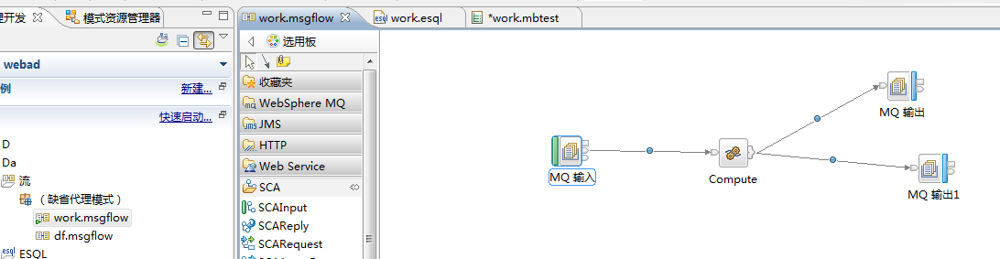 理开发
模式资源管理器
webad
例
新建...
快速启动...
D
Da
流
（缺省代理模式）
work.msgflow
df.msgflow
ESQL
work.msgflow
work.esql
*work.mbtest
选用板
收藏夹
WebSphere MQ
JMS
HTTP
Web Service
SCA
SCAInput
SCAReply
SCARequest
MQ 输入
Compute
MQ 输出
MQ 输出1